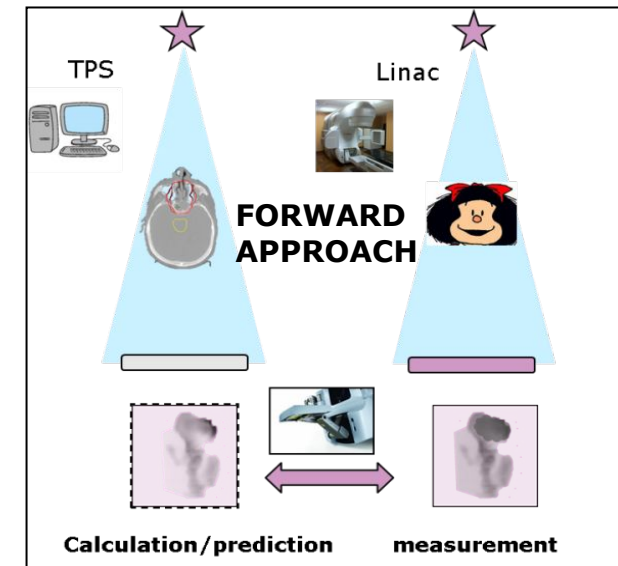 TPS
Linac
FORWARD
APPROACH
Calculation/prediction
measurement